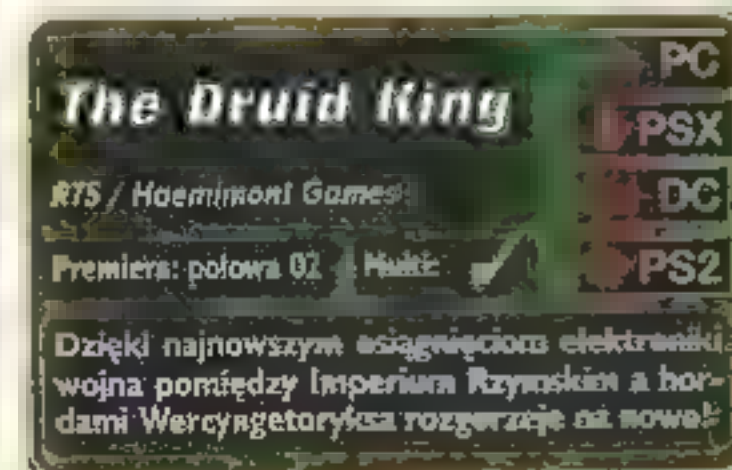 The Druid King
PC
PSX
RTS / Haemimont Games
DC
Premiera: połowa 02
Multi:
PS2
Dzięki najnowszym osiągnięciom elektroniki
wojna pomiędzy Imperium Rzymskim a hor-
dami Wercyngetoryksa rozgorzeje na nowo!